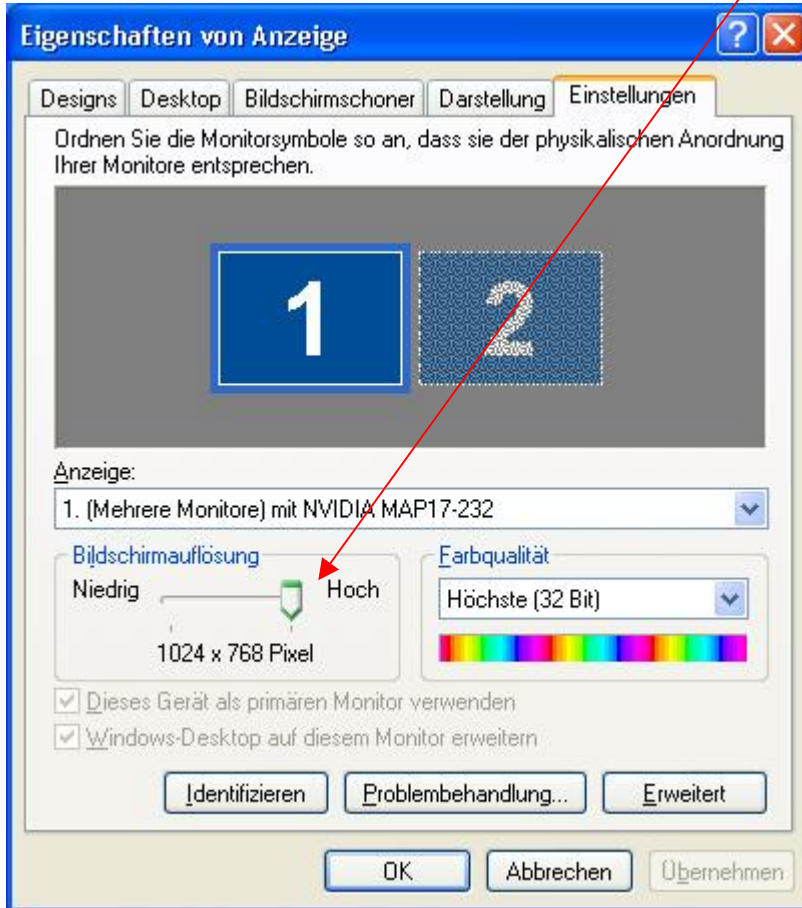 Eigenschaften von Anzeige
?
Designs Desktop Bildschirmschoner Darstellung Einstellungen
Ordnen Sie die Monitorsymbole so an, dass sie der physikalischen Anordnung
Ihrer Monitore entsprechen.
1 2
Anzeige:
1. (Mehrere Monitore) mit NVIDIA MAP17-232
Bildschirmauflösung
Niedrig Hoch
1024 x 768 Pixel
Farbqualität
Höchste (32 Bit)
Dieses Gerät als primären Monitor verwenden
Windows-Desktop auf diesem Monitor erweitern
Identifizieren Problembehandlung... Erweitert
OK Abbrechen Übernehmen